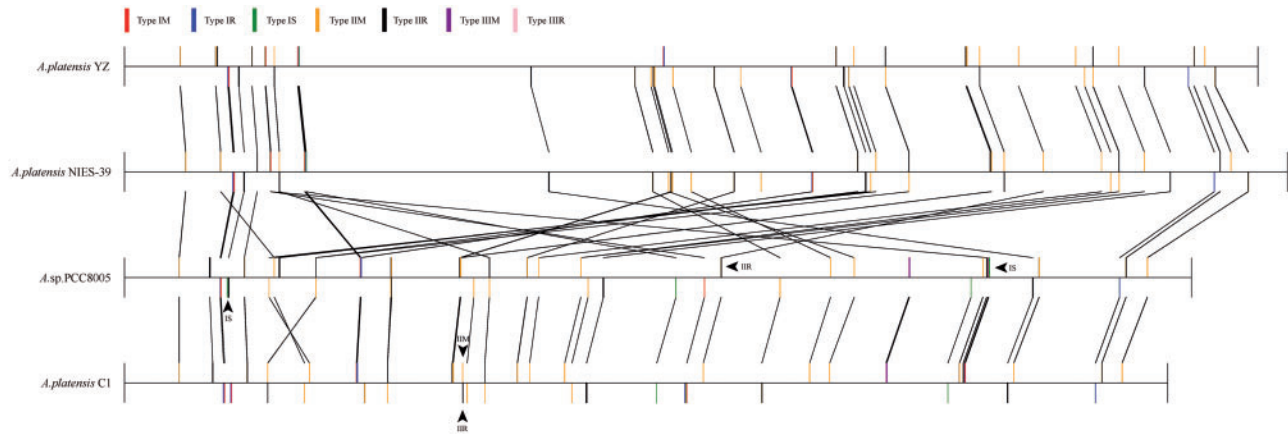 Type IM Type IR Type IS Type IIM Type IIR Type IIIM Type IIIR
A.platensis YZ
A.platensis NIES-39
A.sp.PCC8005
IIR
IS
IS
IIM
A.platensis C1
IIR